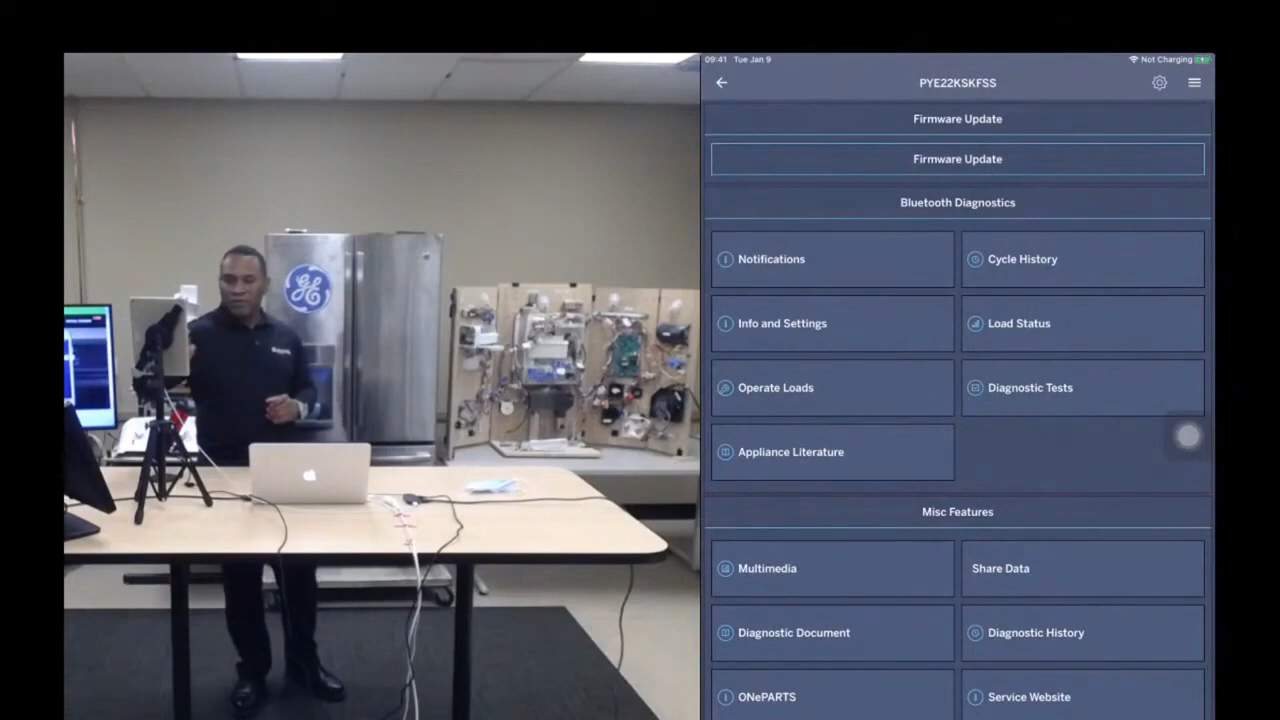 09:41 Tue Jan 9
Not Charging
PYE22KSKFSS
Firmware Update
Firmware Update
Bluetooth Diagnostics
Notifications
Cycle History
Info and Settings
Load Status
Operate Loads
Diagnostic Tests
Appliance Literature
Misc Features
Multimedia
Share Data
Diagnostic Document
Diagnostic History
ONePARTS
Service Website
GE